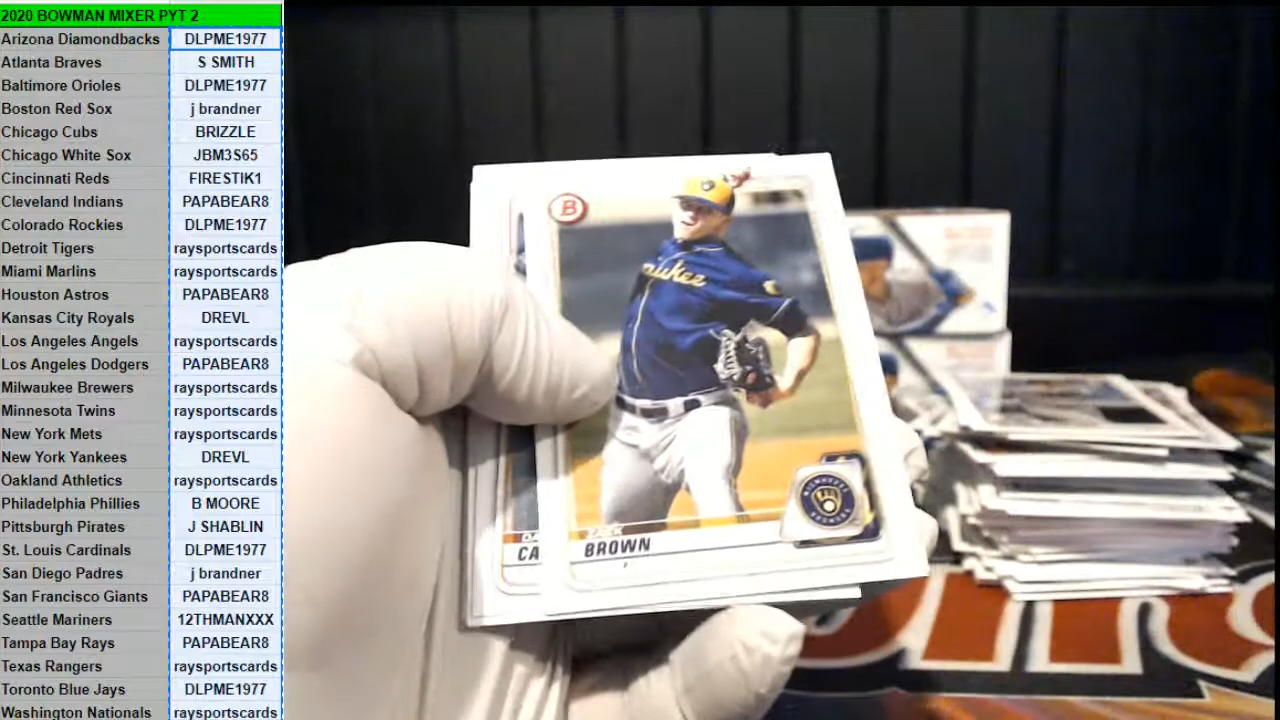 2020 BOWMAN MIXER PYT 2
Arizona Diamondbacks DLPME1977
Atlanta Braves S SMITH
Baltimore Orioles DLPME1977
Boston Red Sox j brandner
Chicago Cubs BRIZZLE
Chicago White Sox JBM3S65
Cincinnati Reds FIRESTIK1
Cleveland Indians PAPABEAR8
Colorado Rockies DLPME1977
Detroit Tigers raysportscards
Miami Marlins raysportscards
Houston Astros PAPABEAR8
Kansas City Royals DREVL
Los Angeles Angels raysportscards
Los Angeles Dodgers PAPABEAR8
Milwaukee Brewers raysportscards
Minnesota Twins raysportscards
New York Mets raysportscards
New York Yankees DREVL
Oakland Athletics raysportscards
Philadelphia Phillies B MOORE
Pittsburgh Pirates J SHABLIN
St. Louis Cardinals DLPME1977
San Diego Padres j brandner
San Francisco Giants PAPABEAR8
Seattle Mariners 12THMANXXX
Tampa Bay Rays PAPABEAR8
Texas Rangers raysportscards
Toronto Blue Jays DLPME1977
Washington Nationals raysportscards
B
ZACK
CA BROWN